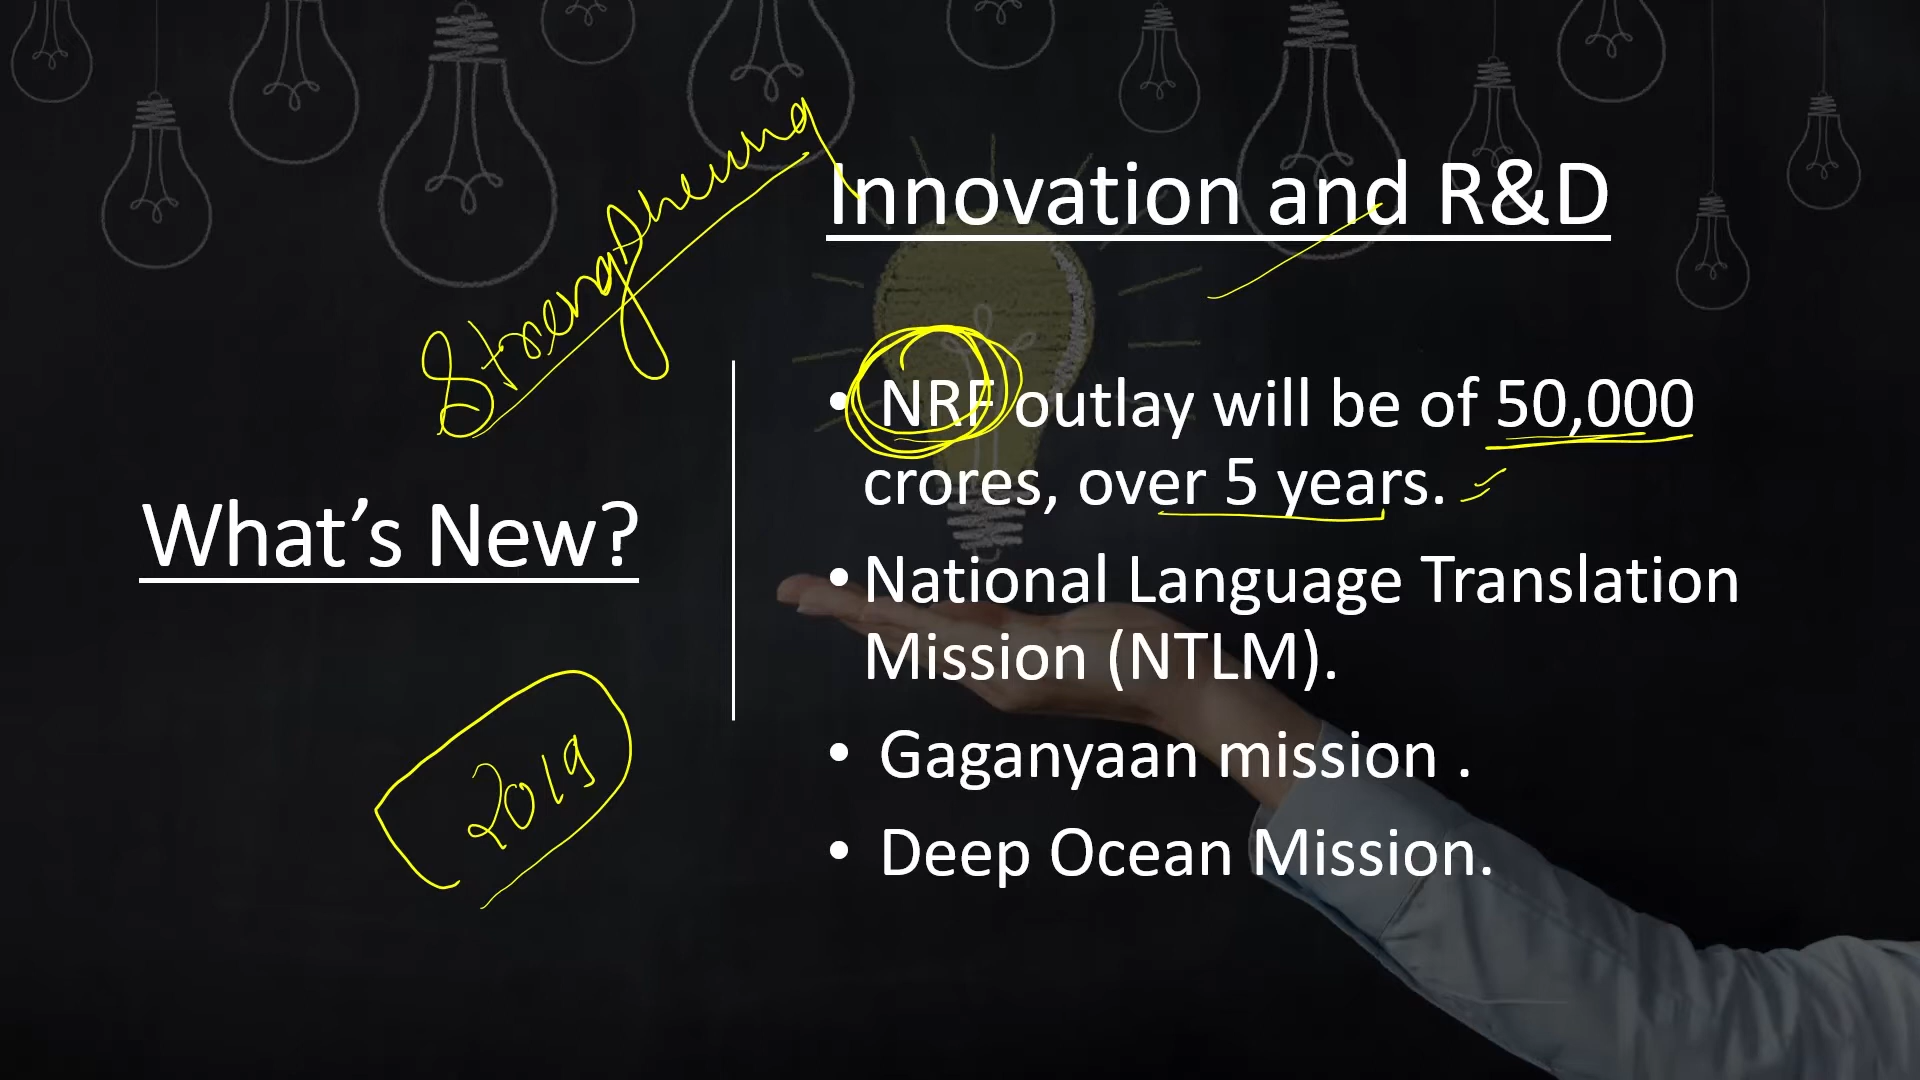 Strengthening
Innovation and R&D
• NRF outlay will be of 50,000
crores, over 5 years.
What’s New?
• National Language Translation
Mission (NTLM).
• Gaganyaan mission .
• Deep Ocean Mission.
2019